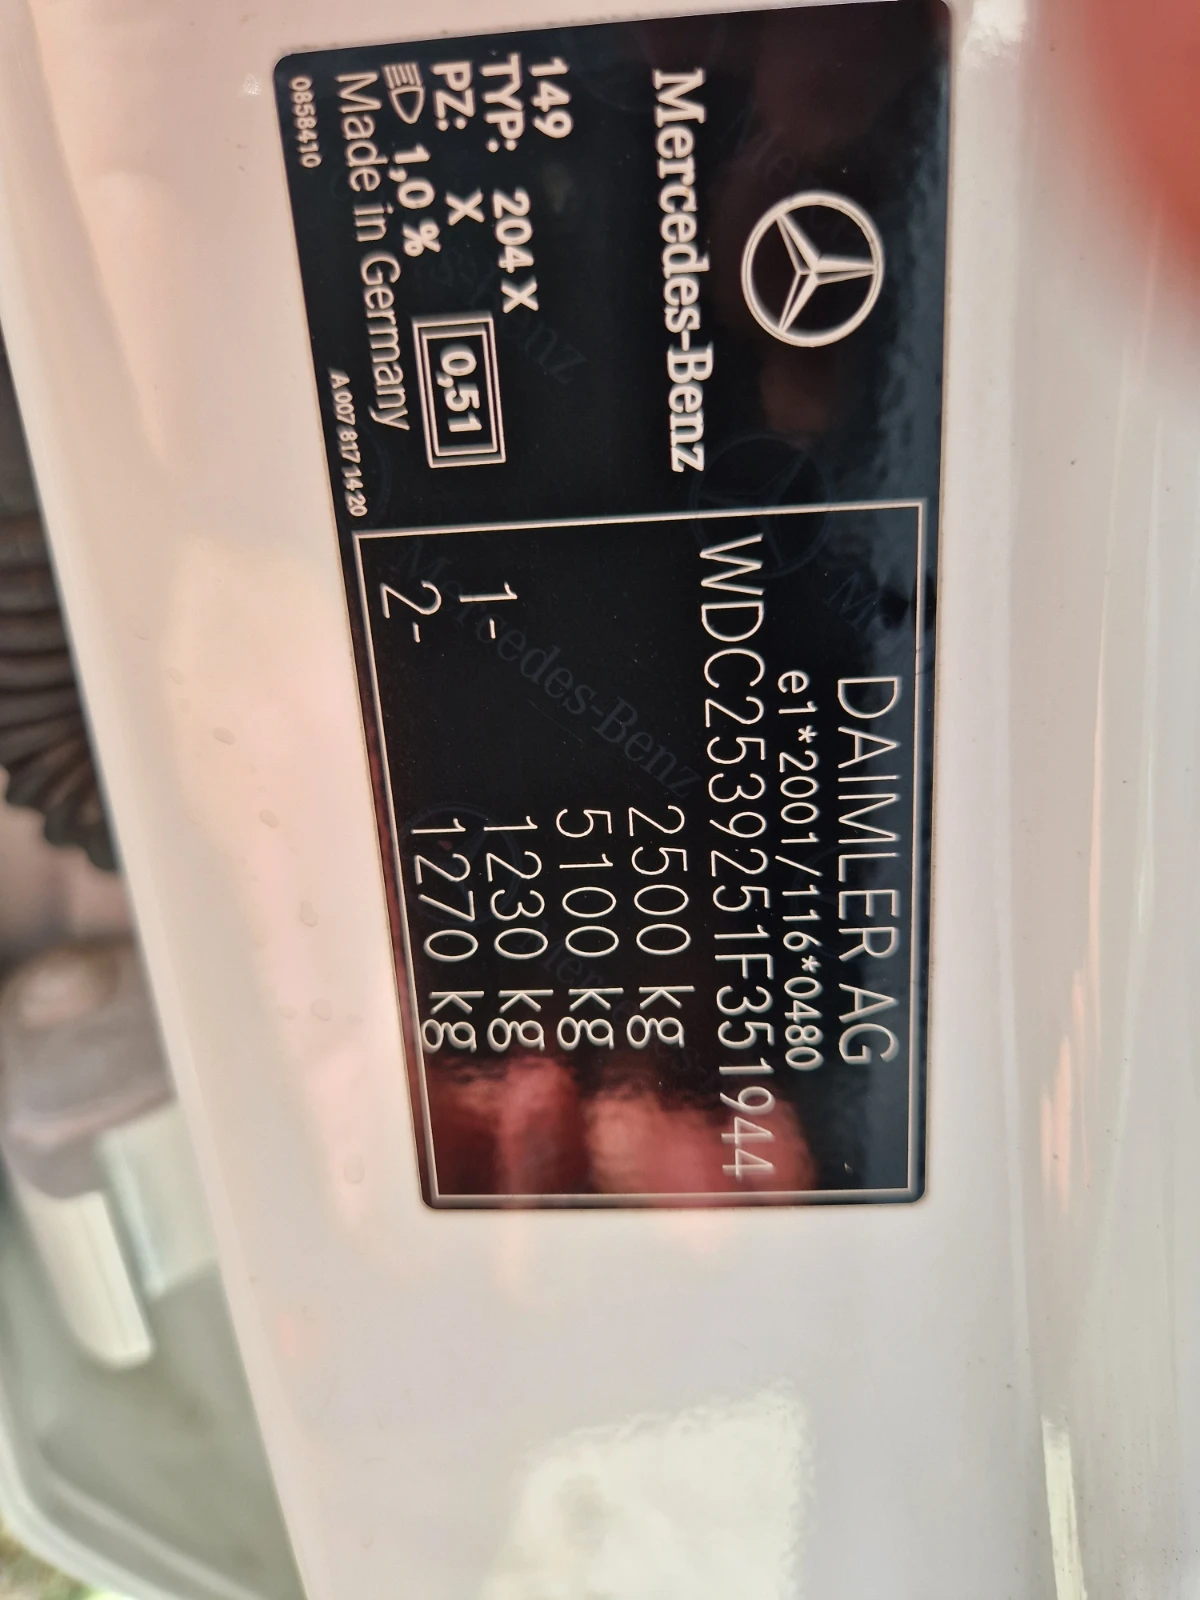 Mercedes-Benz
149
TYP: 204 X
PZ: X
1,0 %
0,51
Made in Germany
0858410
A 007 817 14 20
DAIMLER AG
e1*2001/116*0480
WDC2539251F351944
2500 kg
5100 kg
1- 1230 kg
2- 1270 kg